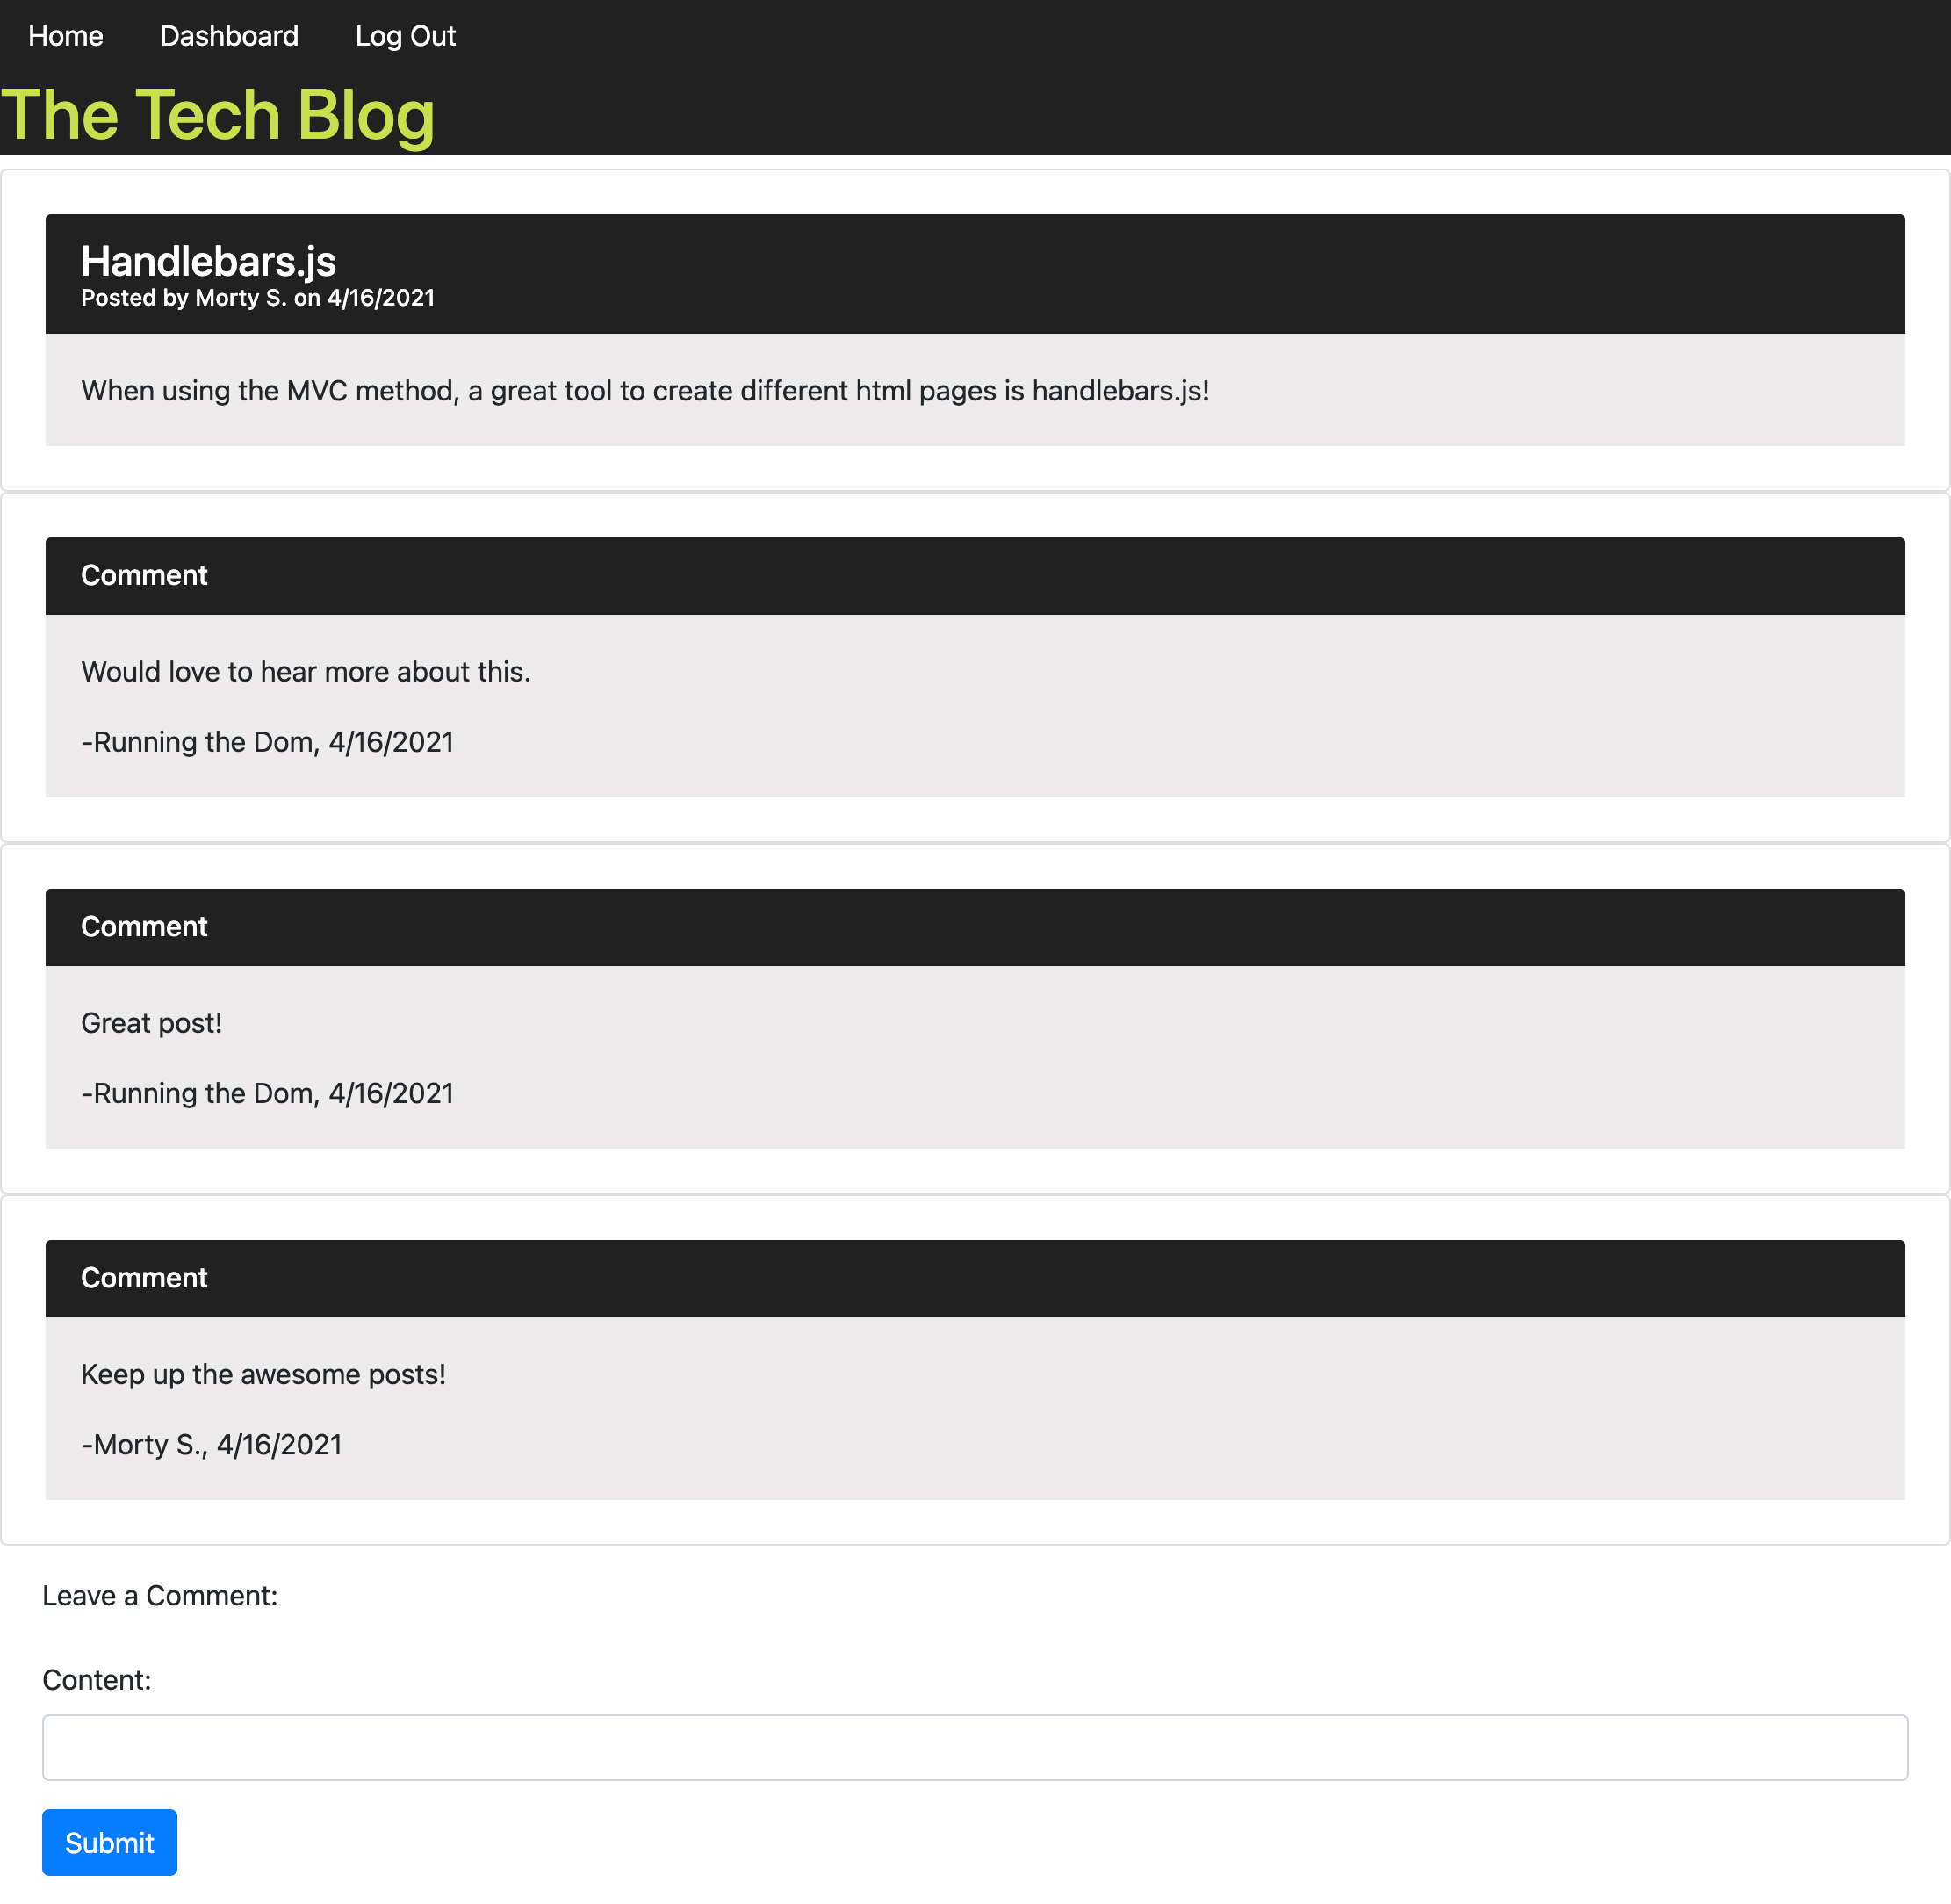 Home Dashboard Log Out
The Tech Blog
Handlebars.js
Posted by Morty S. on 4/16/2021
When using the MVC method, a great tool to create different html pages is handlebars.js!
Comment
Would love to hear more about this.
-Running the Dom, 4/16/2021
Comment
Great post!
-Running the Dom, 4/16/2021
Comment
Keep up the awesome posts!
-Morty S., 4/16/2021
Leave a Comment:
Content:
Submit